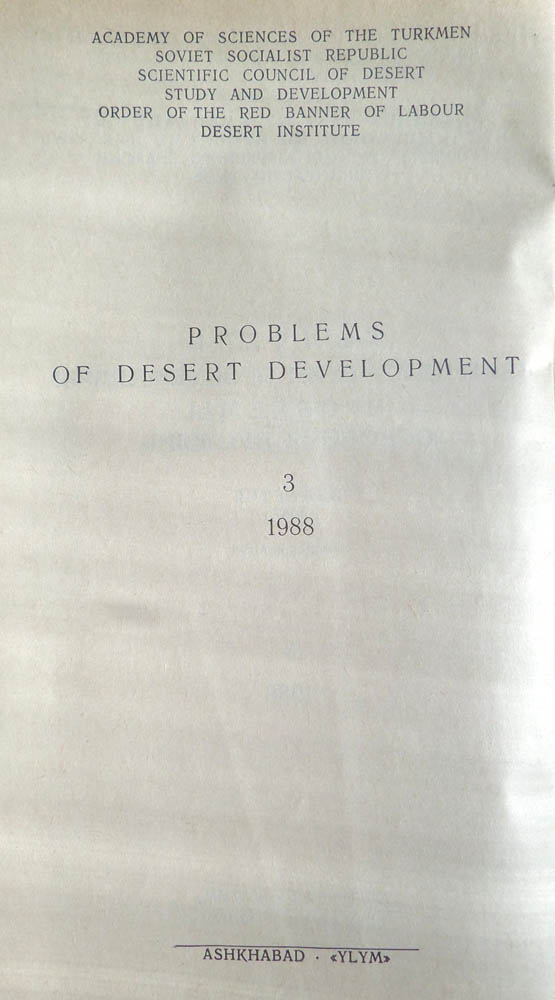 ACADEMY OF SCIENCES OF THE TURKMEN
SOVIET SOCIALIST REPUBLIC
SCIENTIFIC COUNCIL OF DESERT
STUDY AND DEVELOPMENT
ORDER OF THE RED BANNER OF LABOUR
DESERT INSTITUTE
PROBLEMS
OF DESERT DEVELOPMENT
3
1988
ASHKHABAD · «YLYM»